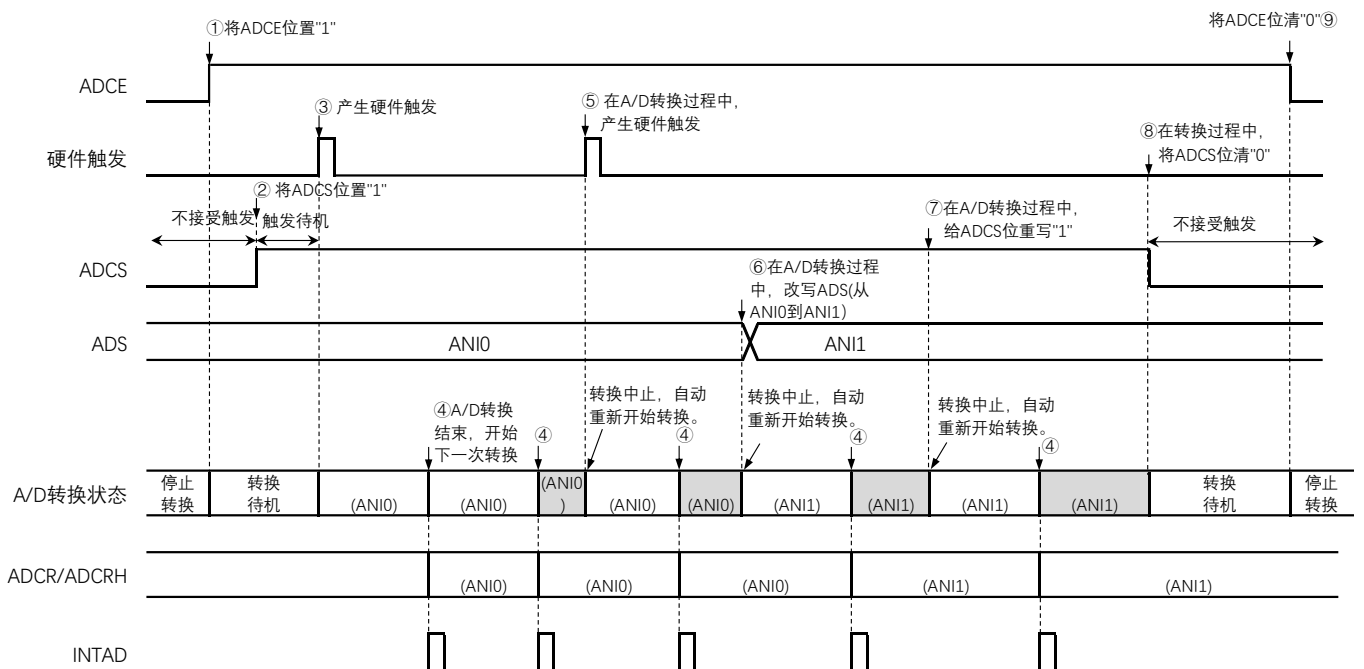 ①将ADCE位置"1"
将ADCE位清"0"⑨
ADCE
③ 产生硬件触发
⑤ 在A/D转换过程中,
产生硬件触发
⑧在转换过程中,
将ADCS位清"0"
硬件触发
② 将ADCS位置"1"
不接受触发
触发待机
⑦在A/D转换过程中,
给ADCS位重写"1"
不接受触发
ADCS
⑥在A/D转换过程
中，改写ADS(从
ANI0到ANI1)
ADS
ANI0
ANI1
④A/D转换
结束，开始
下一次转换
④
转换中止，自动
重新开始转换。
④
转换中止，自动
重新开始转换。
④
转换中止，自动
重新开始转换。
④
A/D转换状态
停止
转换
转换
待机
(ANI0)
(ANI0)
(ANI0
)
(ANI0)
(ANI0)
(ANI1)
(ANI1)
(ANI1)
(ANI1)
转换
待机
停止
转换
ADCR/ADCRH
(ANI0)
(ANI0)
(ANI0)
(ANI1)
(ANI1)
INTAD